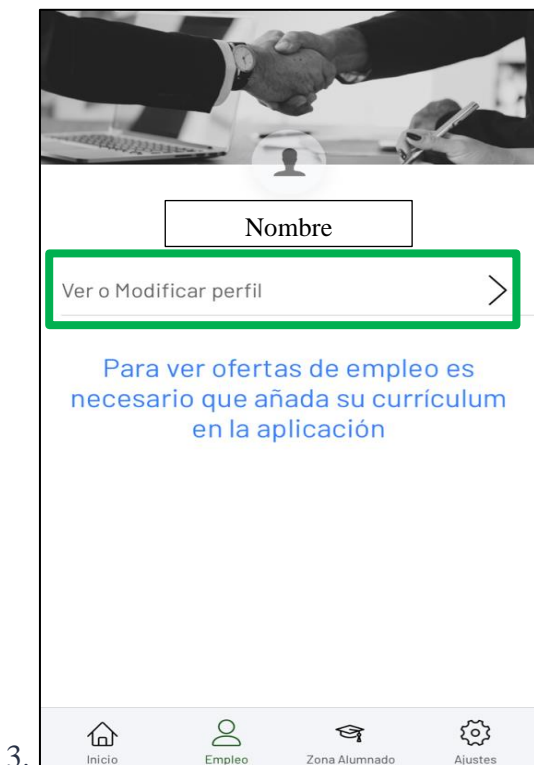 Nombre
Ver o Modificar perfil
Para ver ofertas de empleo es
necesario que añada su currículum
en la aplicación
3.
Inicio
Empleo
Zona Alumnado
Ajustes